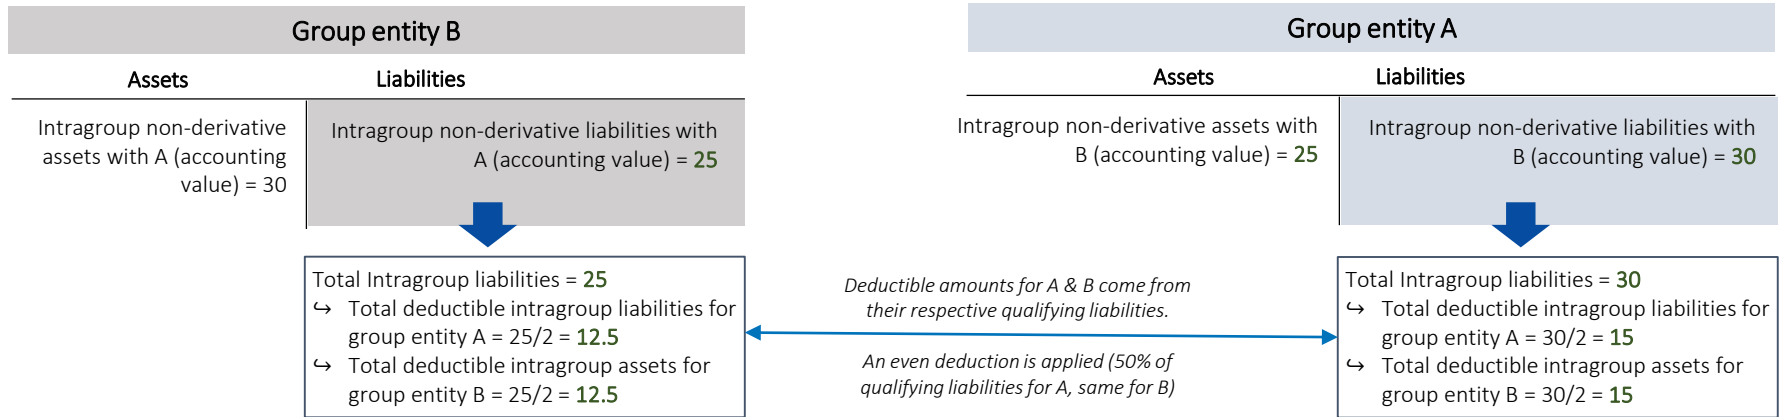 Group entity B
Assets
Liabilities
Intragroup non-derivative
assets with A (accounting
value) = 30
Intragroup non-derivative liabilities with
A (accounting value) = 25
Total Intragroup liabilities = 25
↪ Total deductible intragroup liabilities for
group entity A = 25/2 = 12.5
↪ Total deductible intragroup assets for
group entity B = 25/2 = 12.5
Deductible amounts for A & B come from
their respective qualifying liabilities.
An even deduction is applied (50% of
qualifying liabilities for A, same for B)
Group entity A
Assets
Liabilities
Intragroup non-derivative assets with
B (accounting value) = 25
Intragroup non-derivative liabilities with
B (accounting value) = 30
Total Intragroup liabilities = 30
↪ Total deductible intragroup liabilities for
group entity A = 30/2 = 15
↪ Total deductible intragroup assets for
group entity B = 30/2 = 15